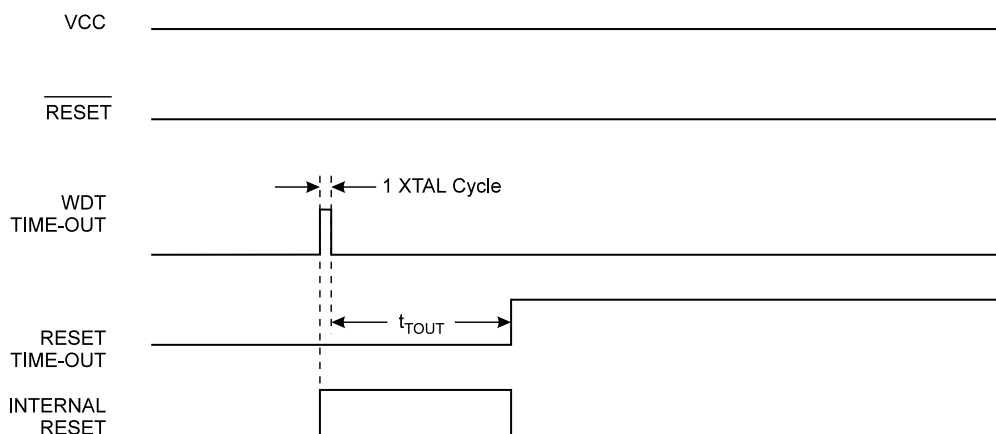 VCC
RESET
1 XTAL Cycle
WDT
TIME-OUT
tTOUT
RESET
TIME-OUT
INTERNAL
RESET